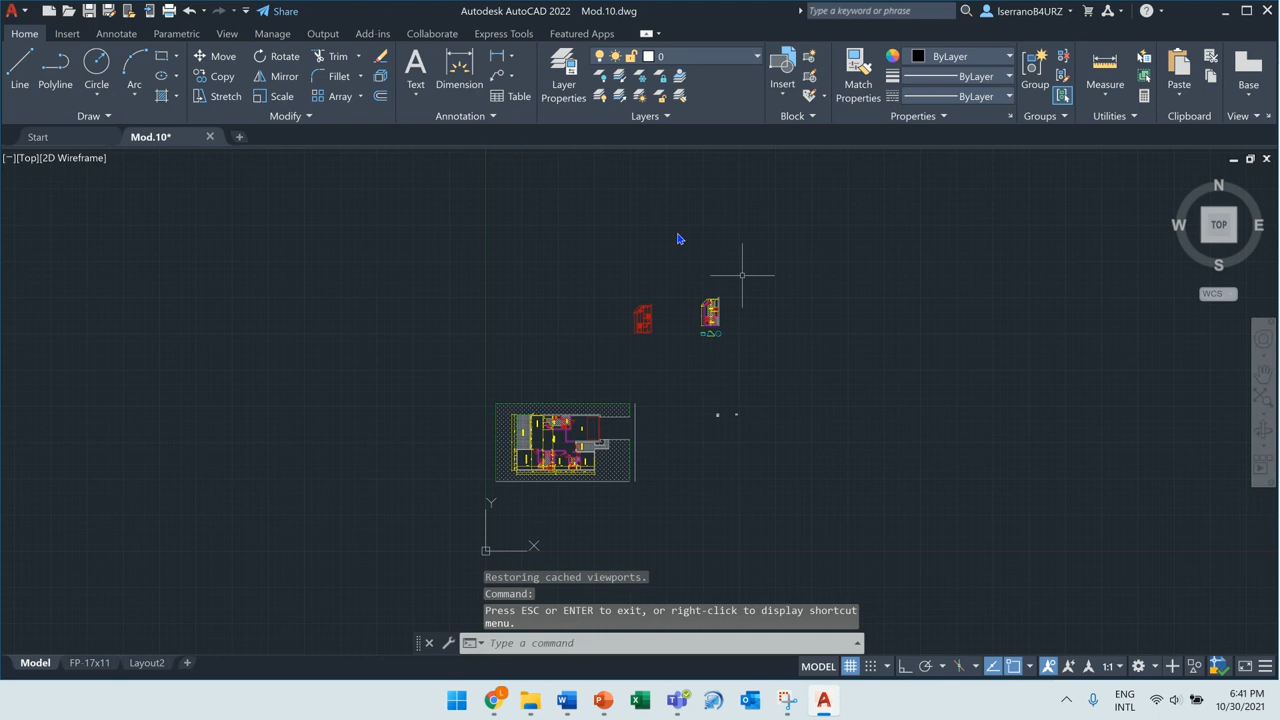 Share
Autodesk AutoCAD 2022 Mod.10.dwg
Type a keyword or phrase
lserranoB4URZ
Home Insert Annotate Parametric View Manage Output Add-ins Collaborate Express Tools Featured Apps
Line Polyline Circle Arc
Draw
Move Rotate Trim
Copy Mirror Fillet
Stretch Scale Array
Modify
Text Dimension Table
Annotation
Layer Properties
0
Layers
Insert
Block
Match Properties
ByLayer
ByLayer
ByLayer
Properties
Group
Groups
Measure
Utilities
Paste
Clipboard
Base
View
Start Mod.10*
[−][Top][2D Wireframe]
N
W TOP E
S
WCS
Y
X
Restoring cached viewports.
Command:
Press ESC or ENTER to exit, or right-click to display shortcut
menu.
Type a command
Model FP-17x11 Layout2
MODEL 1:1
ENG
INTL
6:41 PM
10/30/2021